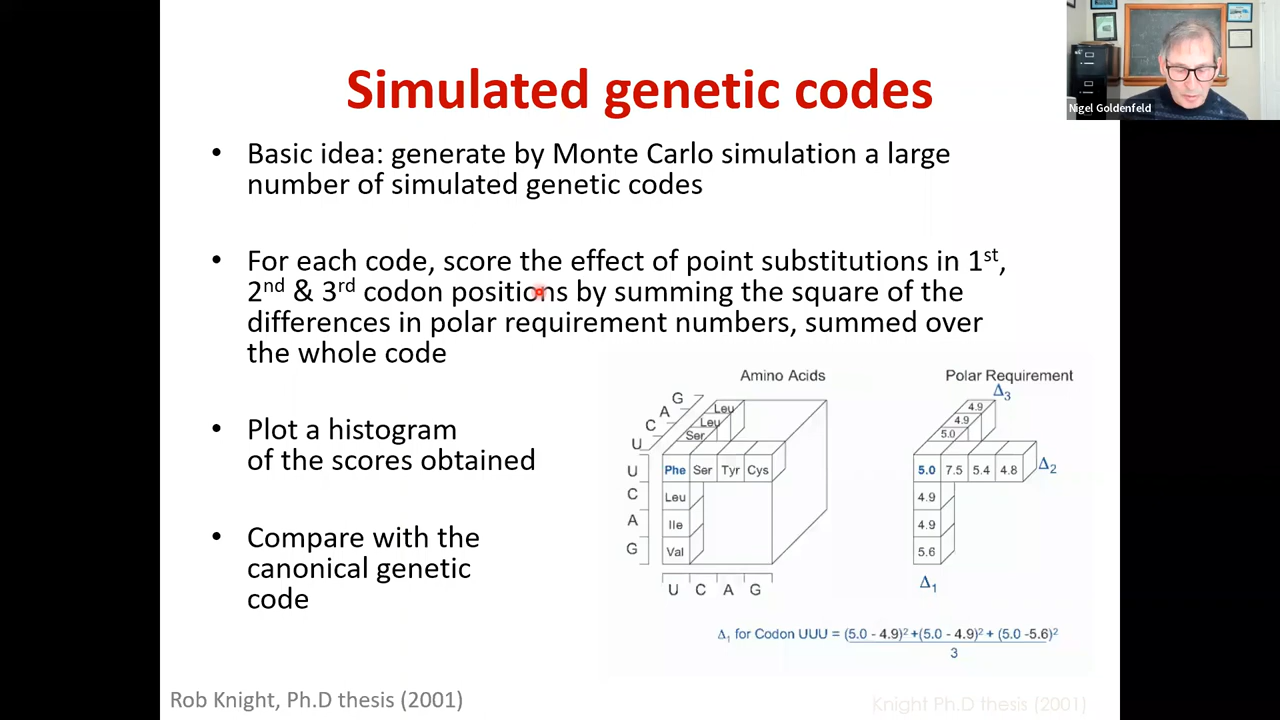 Simulated genetic codes
Nigel Goldenfeld
• Basic idea: generate by Monte Carlo simulation a large
number of simulated genetic codes
• For each code, score the effect of point substitutions in 1st,
2nd & 3rd codon positions by summing the square of the
differences in polar requirement numbers, summed over
the whole code
• Plot a histogram
of the scores obtained
• Compare with the
canonical genetic
code
Amino Acids
G
A
C
U
Leu
Leu
Ser
U Phe Ser Tyr Cys
C Leu
A Ile
G Val
U C A G
Polar Requirement
Δ3
4.9
4.9
5.0
5.0 7.5 5.4 4.8 Δ2
4.9
4.9
5.6
Δ1
Δ1 for Codon UUU = (5.0 - 4.9)² +(5.0 - 4.9)² + (5.0 -5.6)²
3
Rob Knight, Ph.D thesis (2001)
Knight Ph.D thesis (2001)